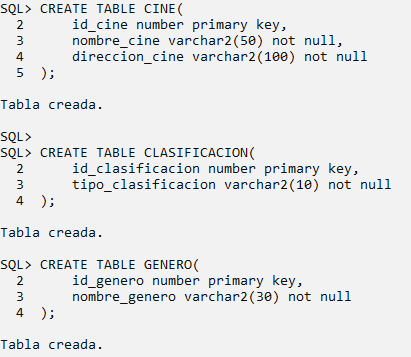 SQL> CREATE TABLE CINE(
  2      id_cine number primary key,
  3      nombre_cine varchar2(50) not null,
  4      direccion_cine varchar2(100) not null
  5  );
Tabla creada.
SQL>
SQL> CREATE TABLE CLASIFICACION(
  2      id_clasificacion number primary key,
  3      tipo_clasificacion varchar2(10) not null
  4  );
Tabla creada.
SQL> CREATE TABLE GENERO(
  2      id_genero number primary key,
  3      nombre_genero varchar2(30) not null
  4  );
Tabla creada.